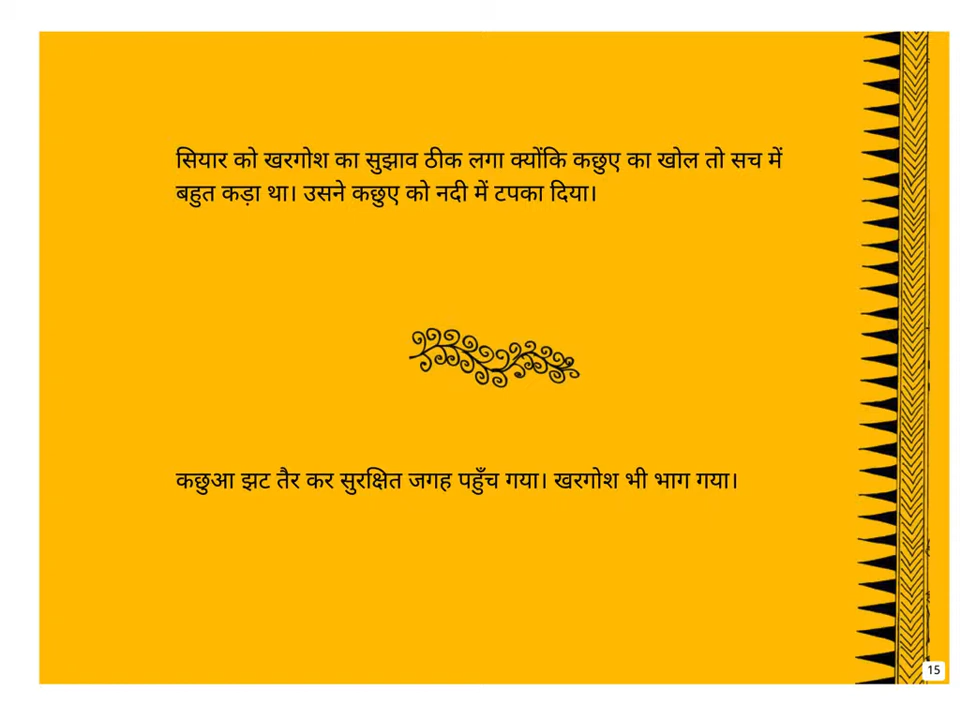 सियार को खरगोश का सुझाव ठीक लगा क्योंकि कछुए का खोल तो सच में
बहुत कड़ा था। उसने कछुए को नदी में टपका दिया।
कछुआ झट तैर कर सुरक्षित जगह पहुँच गया। खरगोश भी भाग गया।
15